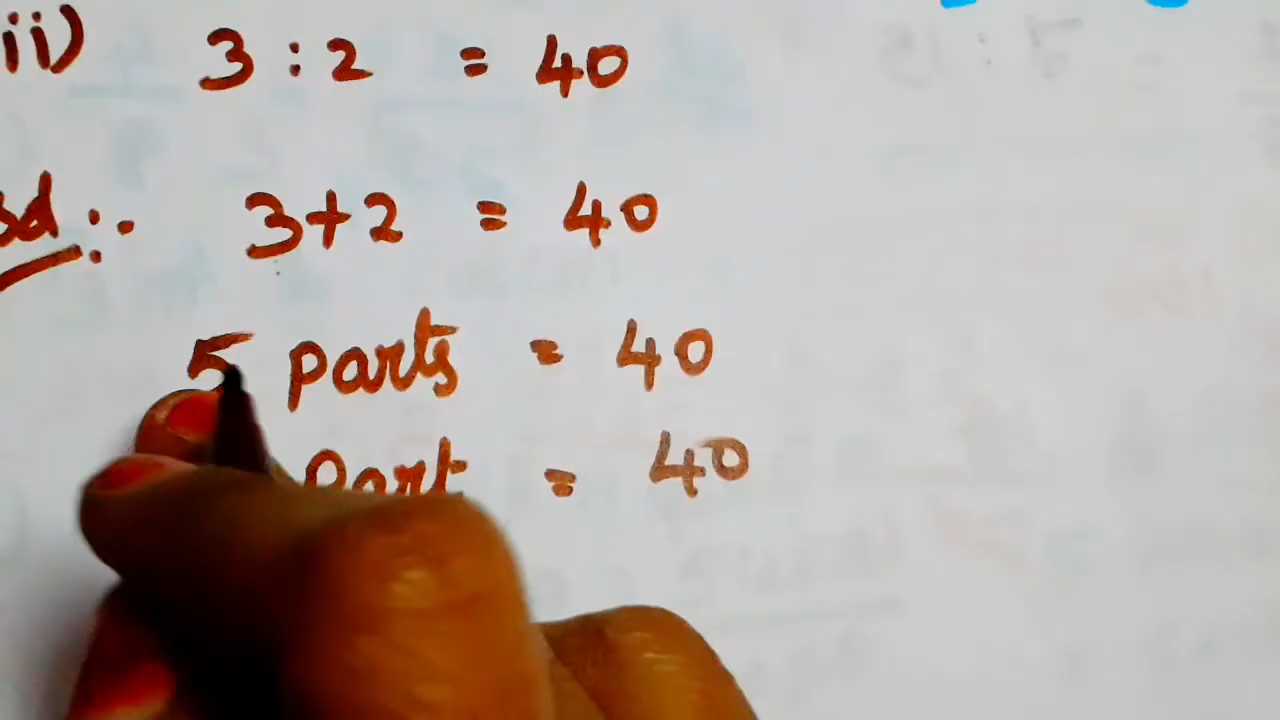 ii) 3 : 2 = 40
3+2 = 40
5 parts = 40
Part = 40